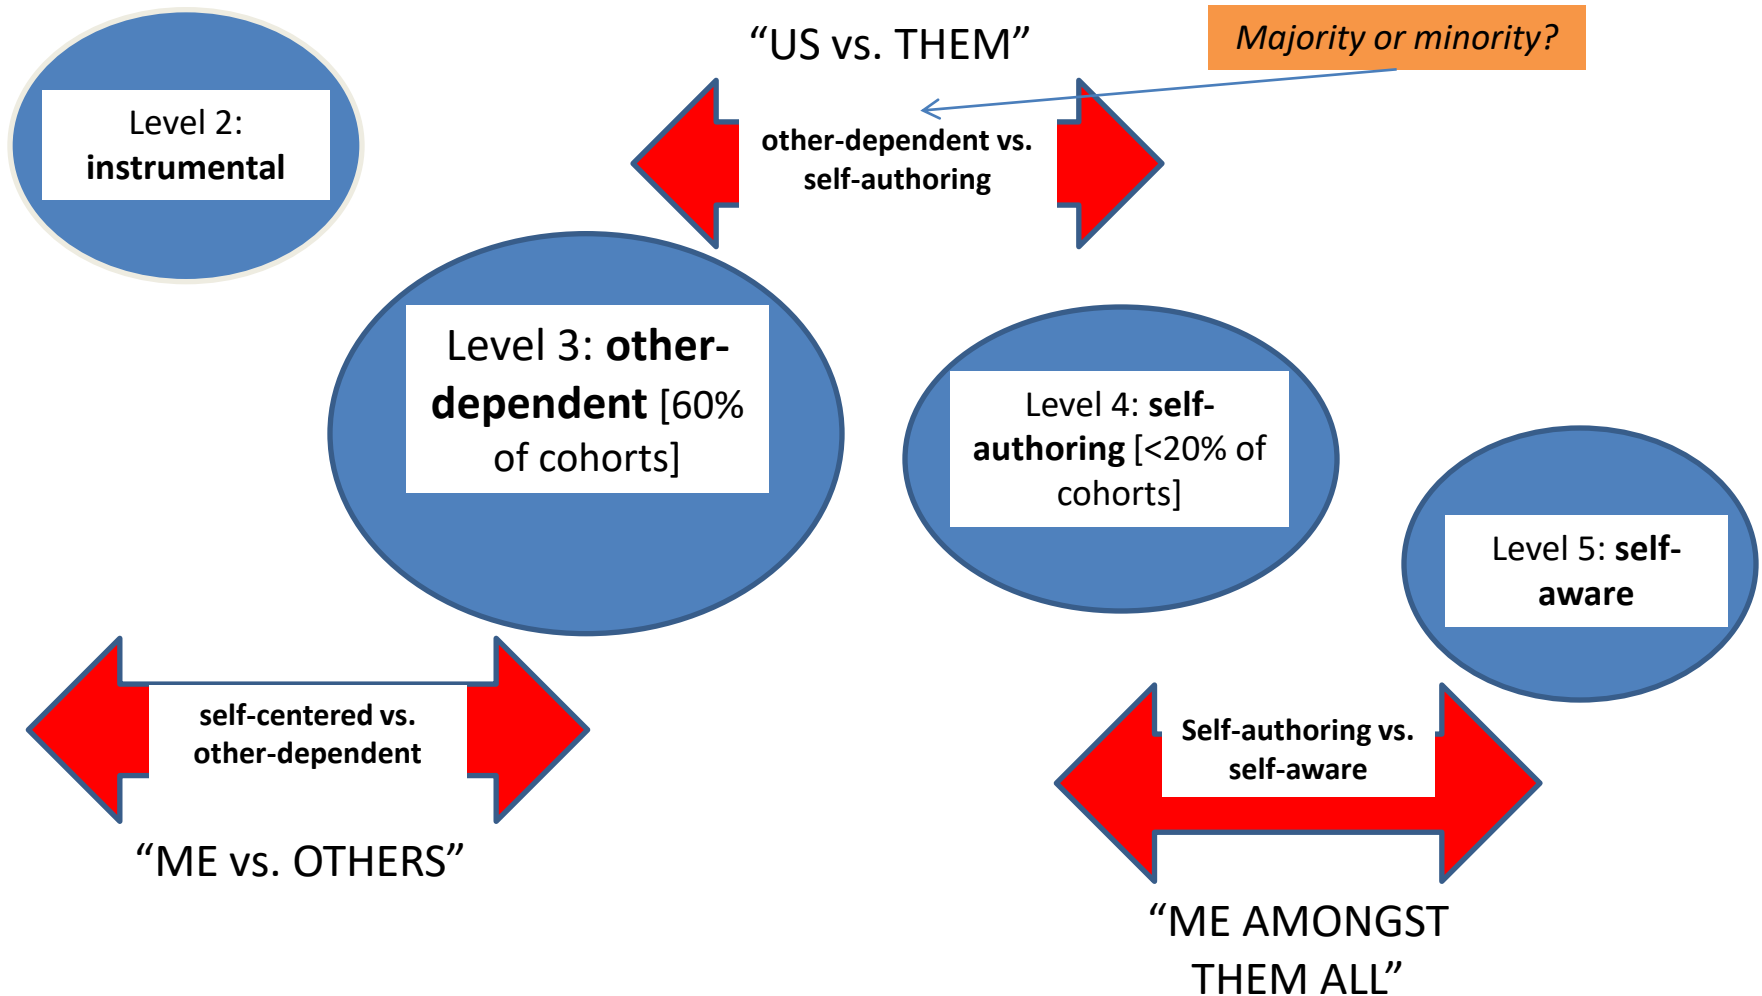 “US vs. THEM”
Majority or minority?
Level 2:
instrumental
other-dependent vs.
self-authoring
Level 3: other-
dependent [60%
of cohorts]
Level 4: self-
authoring [<20% of
cohorts]
Level 5: self-
aware
self-centered vs.
other-dependent
“ME vs. OTHERS”
Self-authoring vs.
self-aware
“ME AMONGST
THEM ALL”